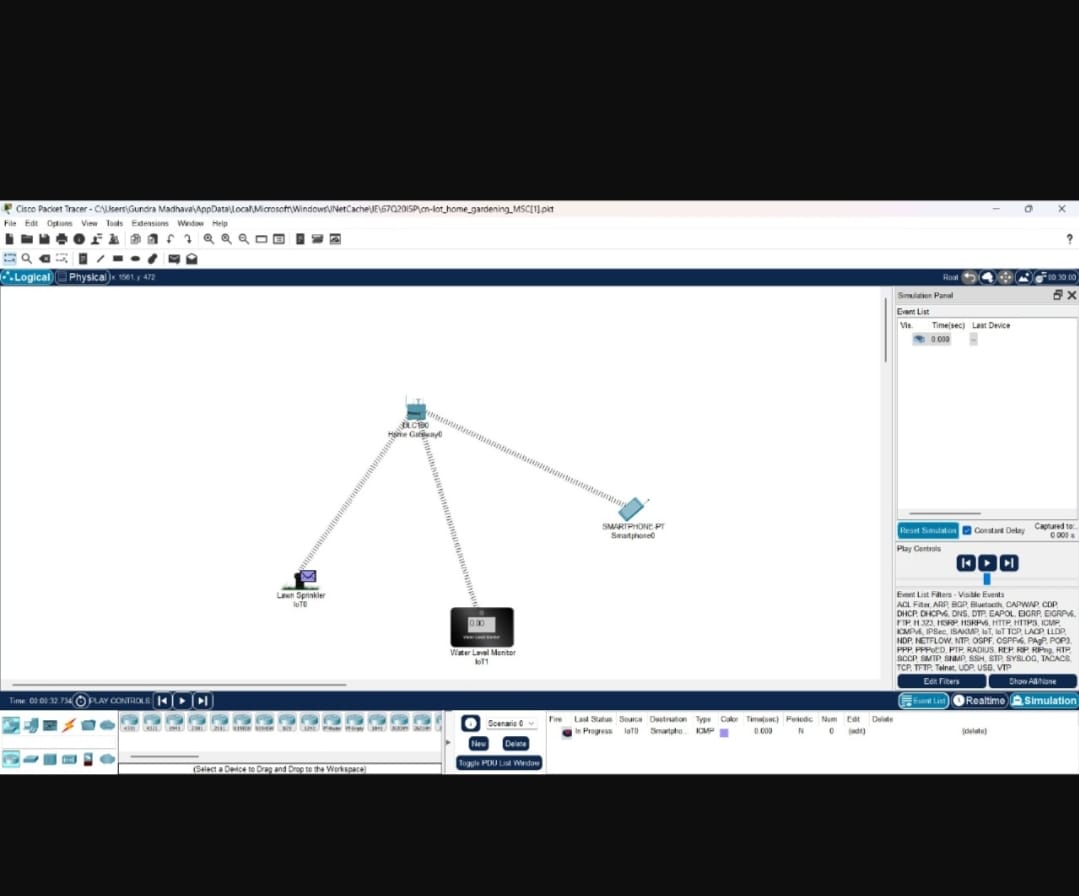 Cisco Packet Tracer - C:\Users\Gundra Madhava\AppData\Local\Microsoft\Windows\INetCache\IE\67Q20I5P\cn-Iot_home_gardening_MSC[1].pkt
File Edit Options View Tools Extensions Window Help
?
Logical Physical x 1561, y 472 Root 00:30:00
Simulation Panel
Event List
Vis. Time(sec) Last Device
0.000 --
DLC100
Home Gateway0
SMARTPHONE-PT
Smartphone0
Lawn Sprinkler
IoT0
0.00
Water Level Monitor
IoT1
Reset Simulation Constant Delay Captured to:
0.000 s
Play Controls
Event List Filters - Visible Events
ACL Filter, ARP, BGP, Bluetooth, CAPWAP, CDP,
DHCP, DHCPv6, DNS, DTP, EAPOL, EIGRP, EIGRPv6,
FTP, H.323, HSRP, HSRPv6, HTTP, HTTPS, ICMP,
ICMPv6, IPSec, ISAKMP, IoT, IoT TCP, LACP, LLDP,
NDP, NETFLOW, NTP, OSPF, OSPFv6, PAgP, POP3,
PPP, PPPoED, PTP, RADIUS, REP, RIP, RIPng, RTP,
SCCP, SMTP, SNMP, SSH, STP, SYSLOG, TACACS,
TCP, TFTP, Telnet, UDP, USB, VTP
Edit Filters Show All/None
Time: 00:00:32.734 PLAY CONTROLS: Event List Realtime Simulation
4331 4321 1941 2901 2911
(Select a Device to Drag and Drop to the Workspace)
Scenario 0
New Delete
Toggle PDU List Window
Fire Last Status Source Destination Type Color Time(sec) Periodic Num Edit Delete
In Progress IoT0 Smartpho... ICMP 0.000 N 0 (edit) (delete)